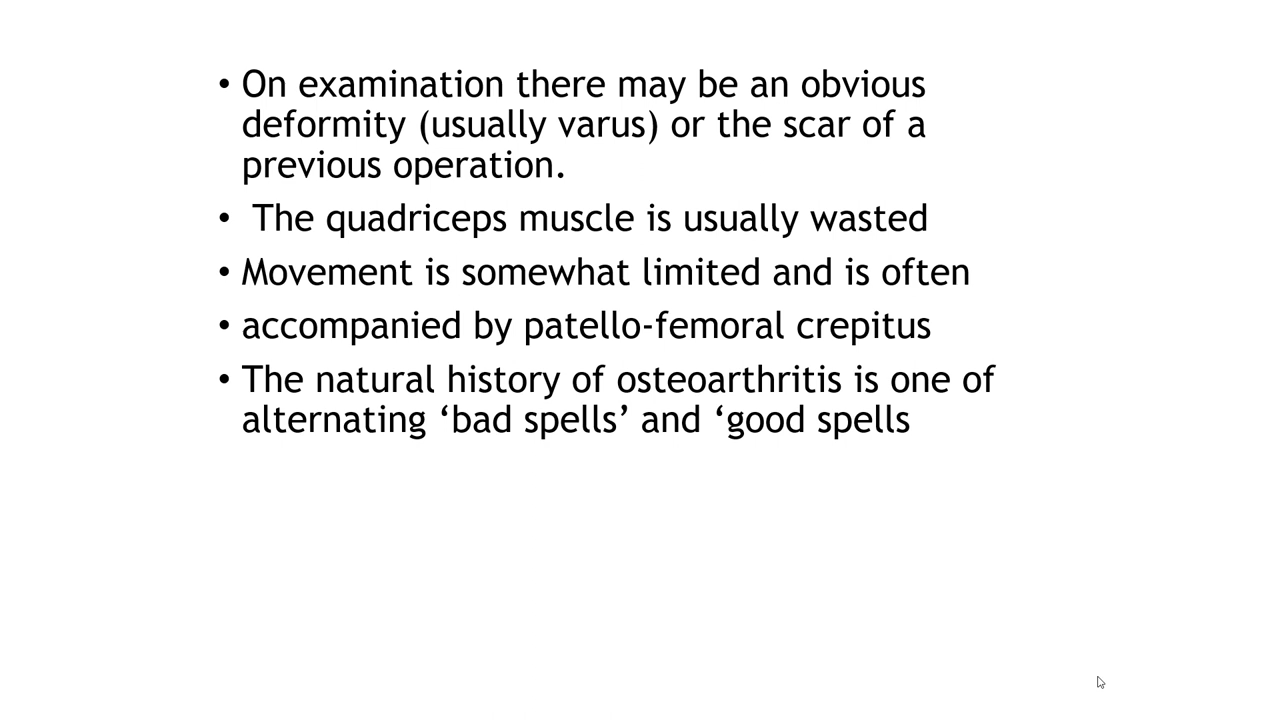 • On examination there may be an obvious
deformity (usually varus) or the scar of a
previous operation.
• The quadriceps muscle is usually wasted
• Movement is somewhat limited and is often
• accompanied by patello-femoral crepitus
• The natural history of osteoarthritis is one of
alternating ‘bad spells’ and ‘good spells